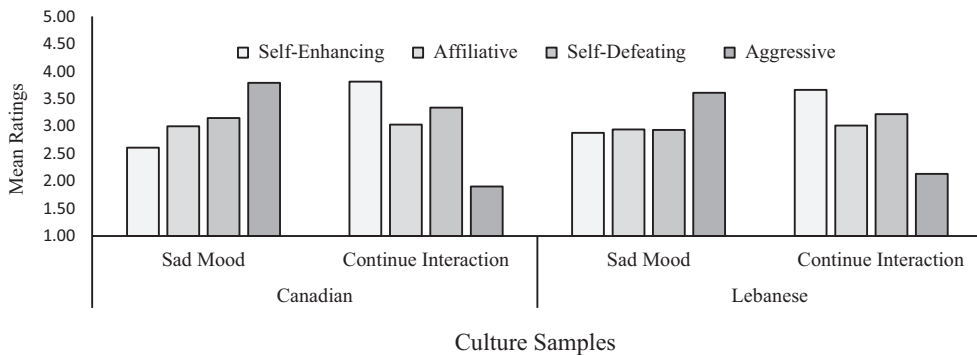 5.00
4.50
4.00
3.50
3.00
2.50
2.00
1.50
1.00
Mean Ratings
Self-Enhancing Affiliative Self-Defeating Aggressive
Sad Mood Continue Interaction Sad Mood Continue Interaction
Canadian Lebanese
Culture Samples